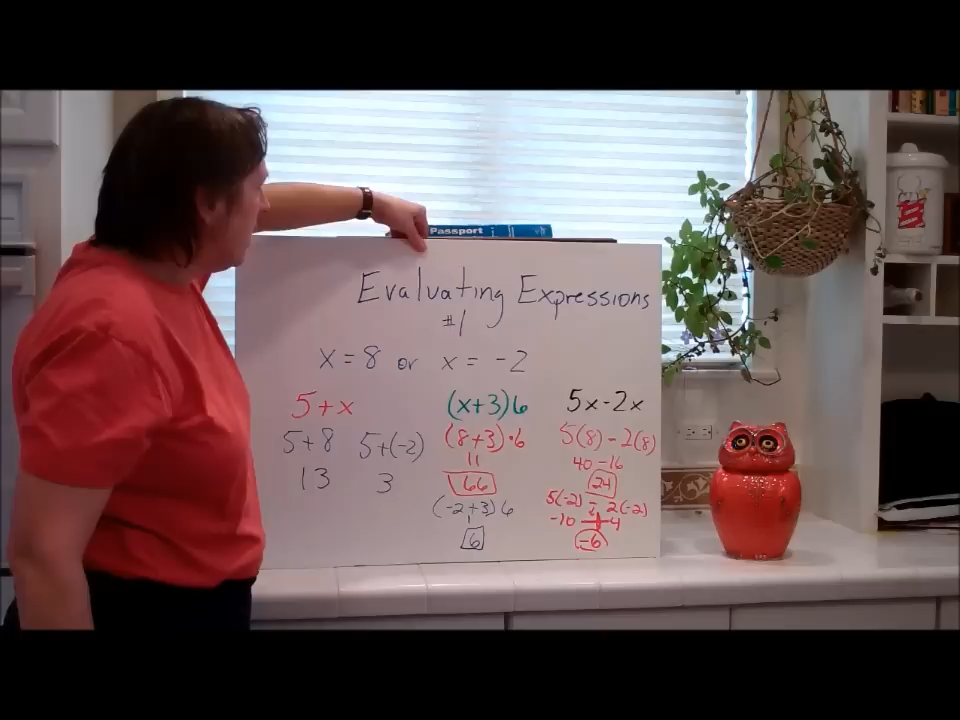 Passport
Evaluating Expressions
#1
x = 8 or x = -2
5+x
5+8
13
5+(-2)
3
(x+3)6
(8+3)·6
11
66
(-2+3)6
1
6
5x-2x
5(8) - 2(8)
40 - 16
24
5(-2) - 2(-2)
-10 + 4
-6